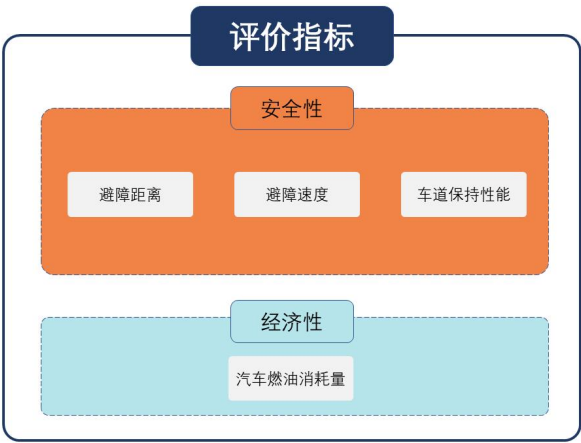 评价指标
安全性
避障距离
避障速度
车道保持性能
经济性
汽车燃油消耗量